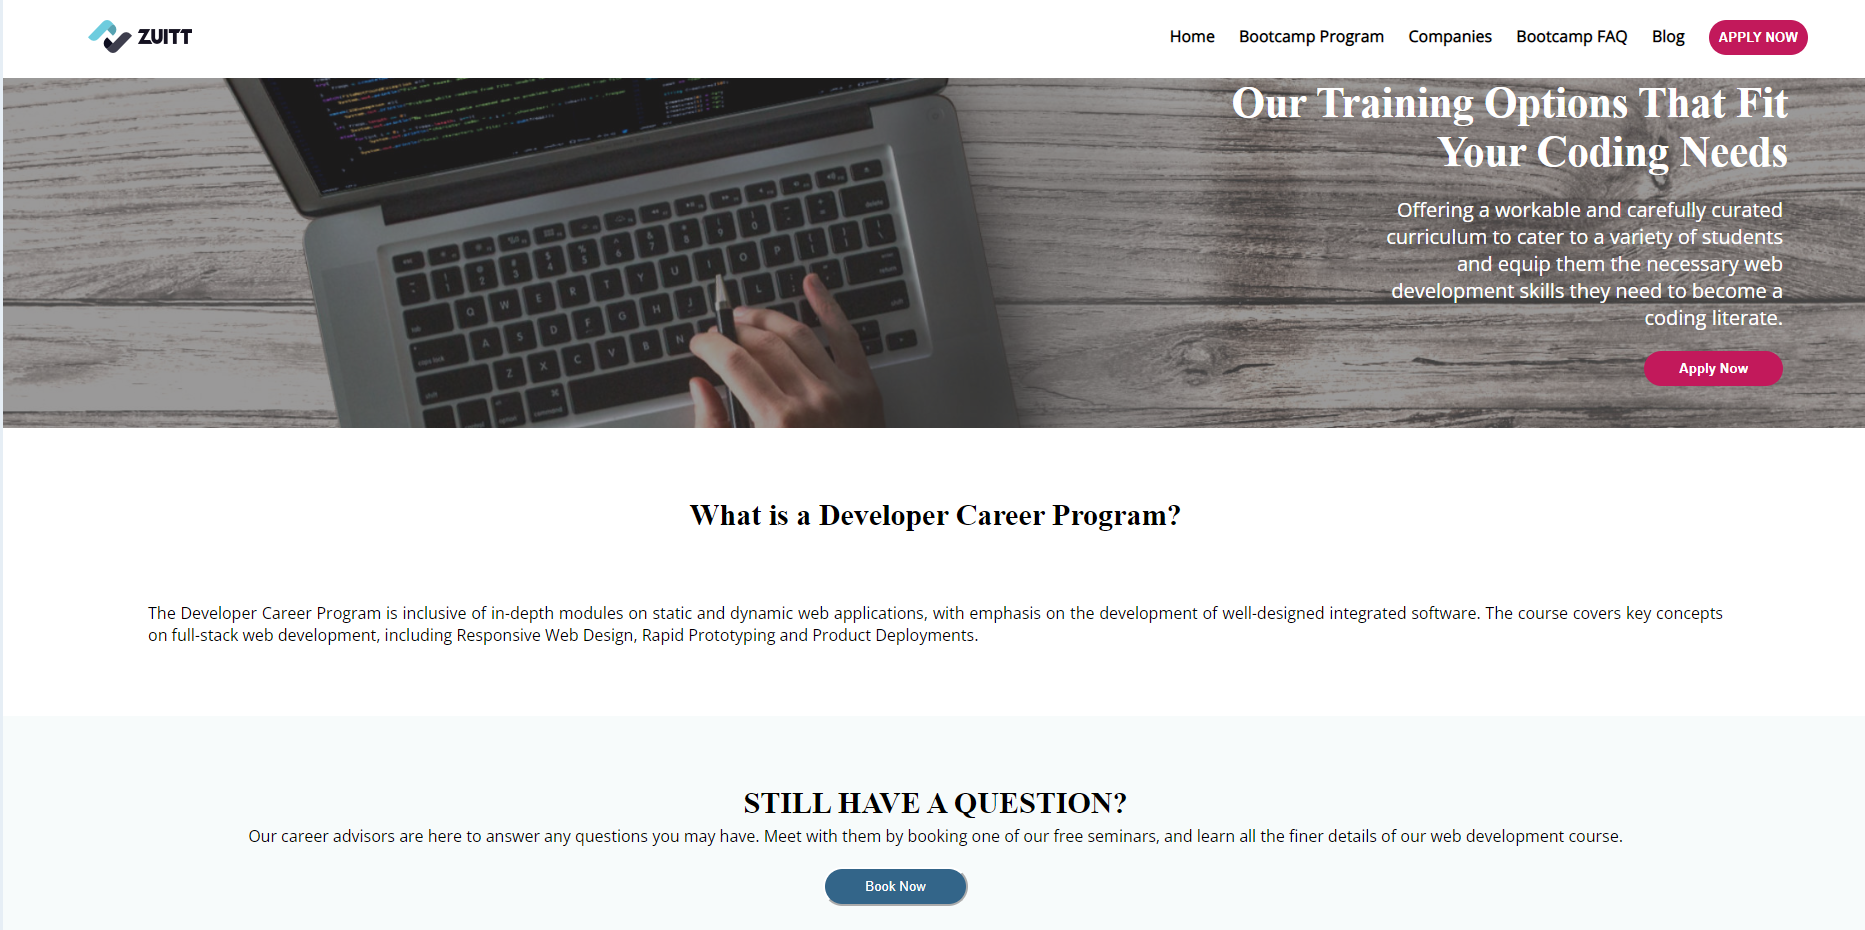 ZUITT
Home Bootcamp Program Companies Bootcamp FAQ Blog APPLY NOW
Our Training Options That Fit
Your Coding Needs
Offering a workable and carefully curated
curriculum to cater to a variety of students
and equip them the necessary web
development skills they need to become a
coding literate.
Apply Now
What is a Developer Career Program?
The Developer Career Program is inclusive of in-depth modules on static and dynamic web applications, with emphasis on the development of well-designed integrated software. The course covers key concepts
on full-stack web development, including Responsive Web Design, Rapid Prototyping and Product Deployments.
STILL HAVE A QUESTION?
Our career advisors are here to answer any questions you may have. Meet with them by booking one of our free seminars, and learn all the finer details of our web development course.
Book Now